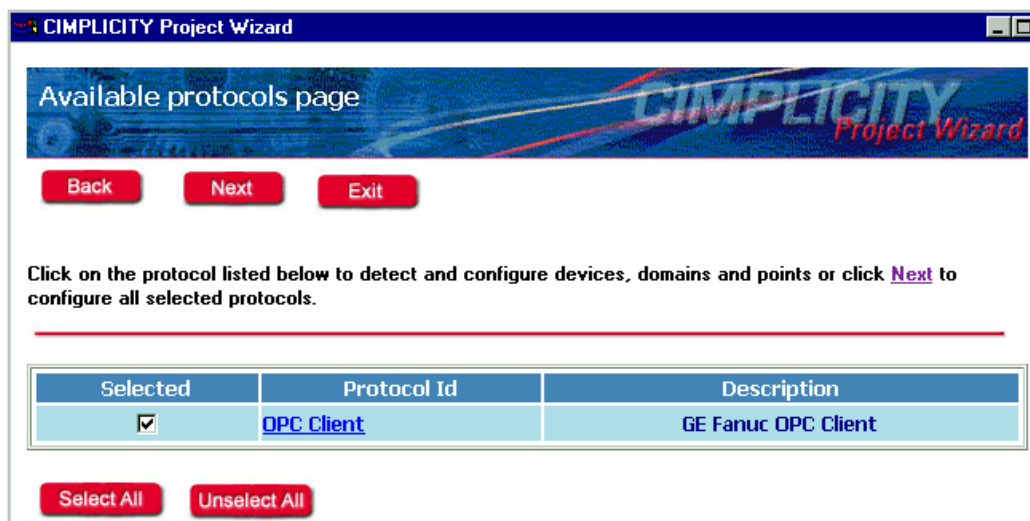 CIMPLICITY Project Wizard
Available protocols page
CIMPLICITY
Project Wizard
Back Next Exit
Click on the protocol listed below to detect and configure devices, domains and points or click Next to
configure all selected protocols.
Selected Protocol Id Description
OPC Client GE Fanuc OPC Client
Select All Unselect All